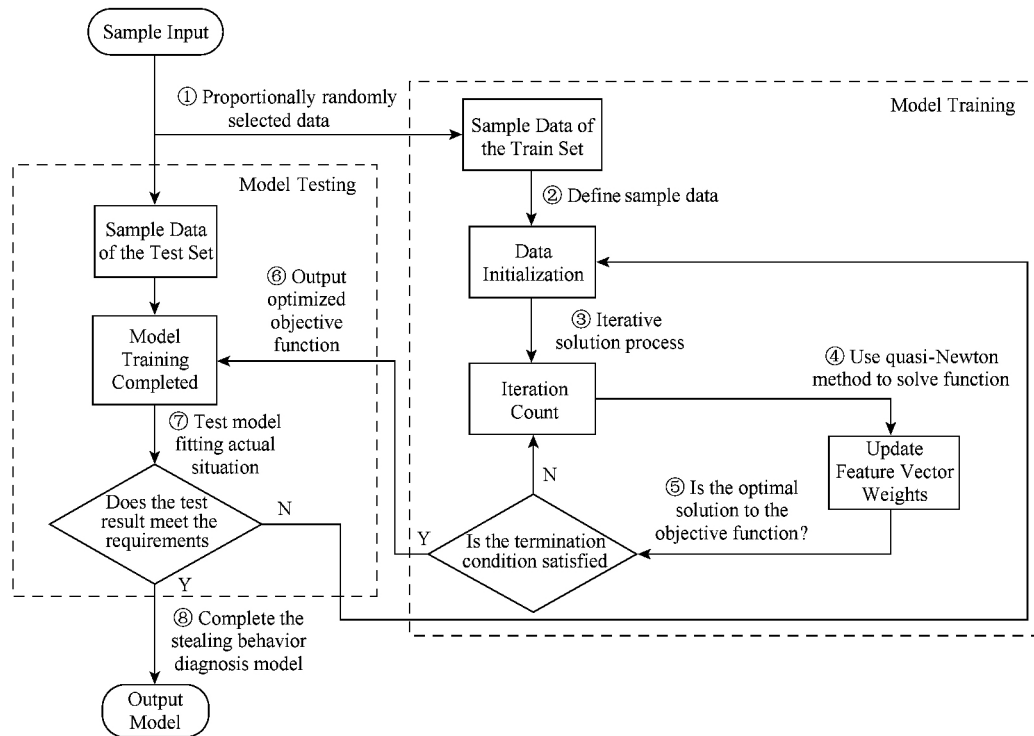 Sample Input
① Proportionally randomly
selected data
Model Training
Sample Data of
the Train Set
② Define sample data
Model Testing
Sample Data
of the Test Set
Data
Initialization
⑥ Output
optimized
objective
function
③ Iterative
solution process
Model
Training
Completed
④ Use quasi-Newton
method to solve function
Iteration
Count
⑦ Test model
fitting actual
situation
Update
Feature Vector
Weights
N
⑤ Is the optimal
solution to the
objective function?
Does the test
result meet the
requirements
N
Y
Is the termination
condition satisfied
Y
⑧ Complete the
stealing behavior
diagnosis model
Output
Model